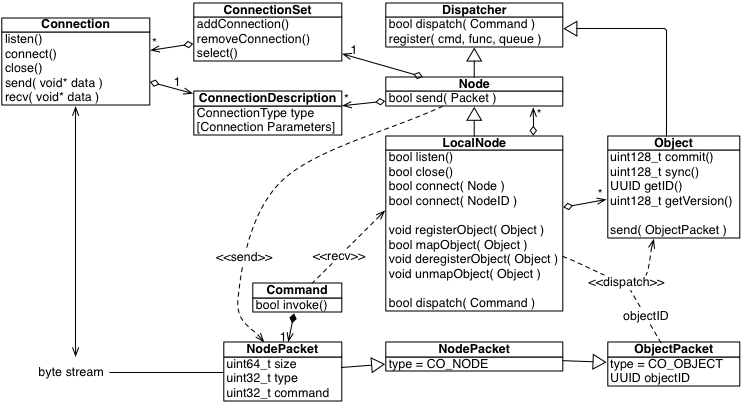 Connection
listen()
connect()
close()
send( void* data )
recv( void* data )
ConnectionSet
addConnection()
removeConnection()
select()
*
1
ConnectionDescription
ConnectionType type
[Connection Parameters]
Dispatcher
bool dispatch( Command )
register( cmd, func, queue )
1
*
Node
bool send( Packet )
*
LocalNode
bool listen()
bool close()
bool connect( Node )
bool connect( NodeID )
void registerObject( Object )
bool mapObject( Object )
void deregisterObject( Object )
void unmapObject( Object )
bool dispatch( Command )
*
Object
uint128_t commit()
uint128_t sync()
UUID getID()
uint128_t getVersion()
send( ObjectPacket )
<<send>>
<<recv>>
<<dispatch>>
objectID
Command
bool invoke()
1
NodePacket
uint64_t size
uint32_t type
uint32_t command
NodePacket
type = CO_NODE
ObjectPacket
type = CO_OBJECT
UUID objectID
byte stream